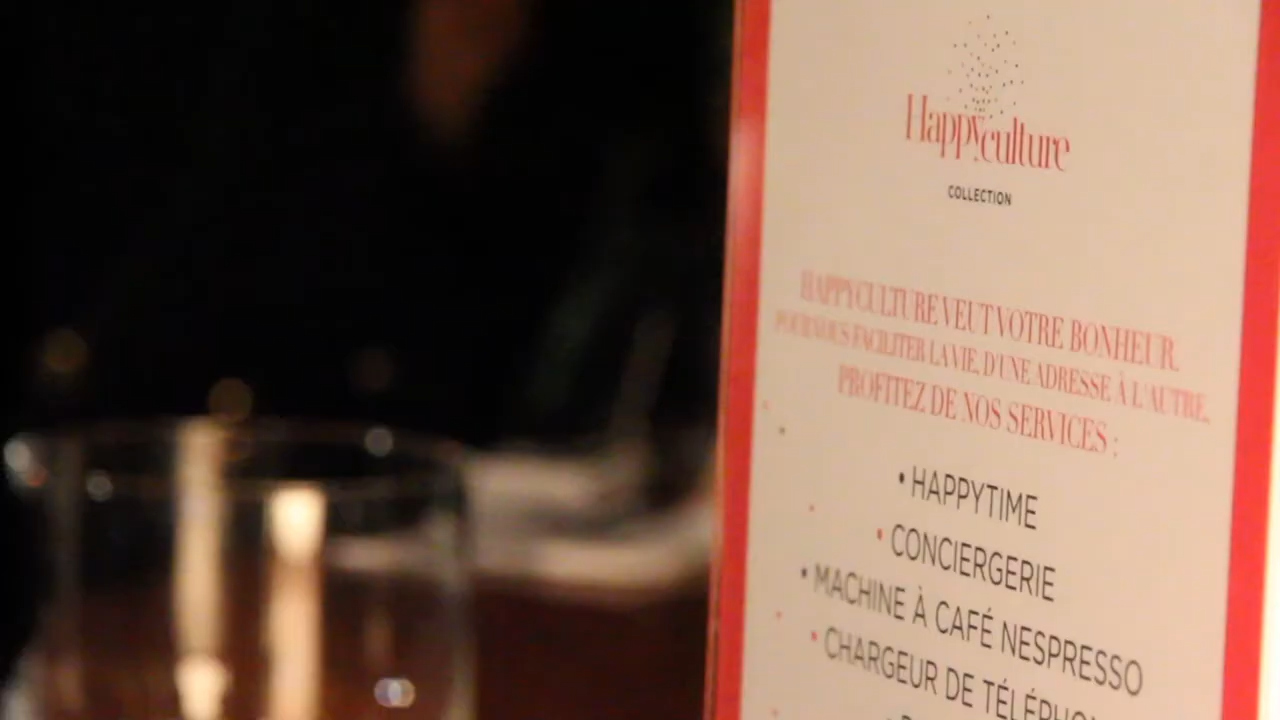 Happyculture
COLLECTION
HAPPYCULTURE VEUT VOTRE BONHEUR.
POUR VOUS FACILITER LA VIE, D'UNE ADRESSE À L'AUTRE,
PROFITEZ DE NOS SERVICES :
• HAPPYTIME
• CONCIERGERIE
• MACHINE À CAFÉ NESPRESSO
• CHARGEUR DE TÉLÉPHO